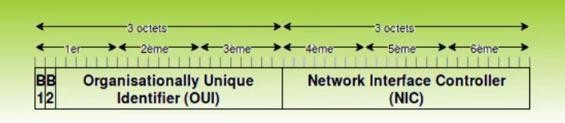 3 octets 3 octets
1er 2ème 3ème 4ème 5ème 6ème
B B Organisationally Unique Network Interface Controller
1 2 Identifier (OUI) (NIC)